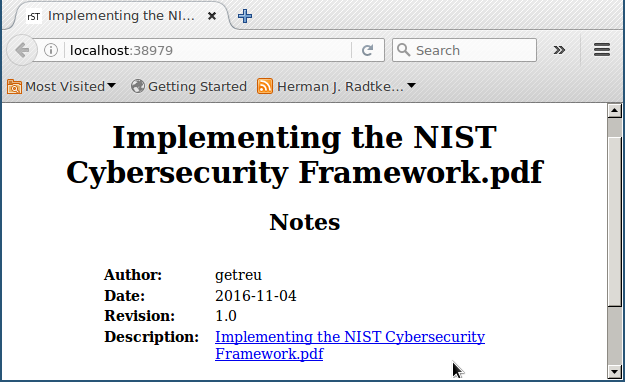 rST Implementing the NIS...
localhost:38979
Search
Most Visited
Getting Started
Herman J. Radtke...
Implementing the NIST
Cybersecurity Framework.pdf
Notes
Author: getreu
Date: 2016-11-04
Revision: 1.0
Description: Implementing the NIST Cybersecurity
Framework.pdf